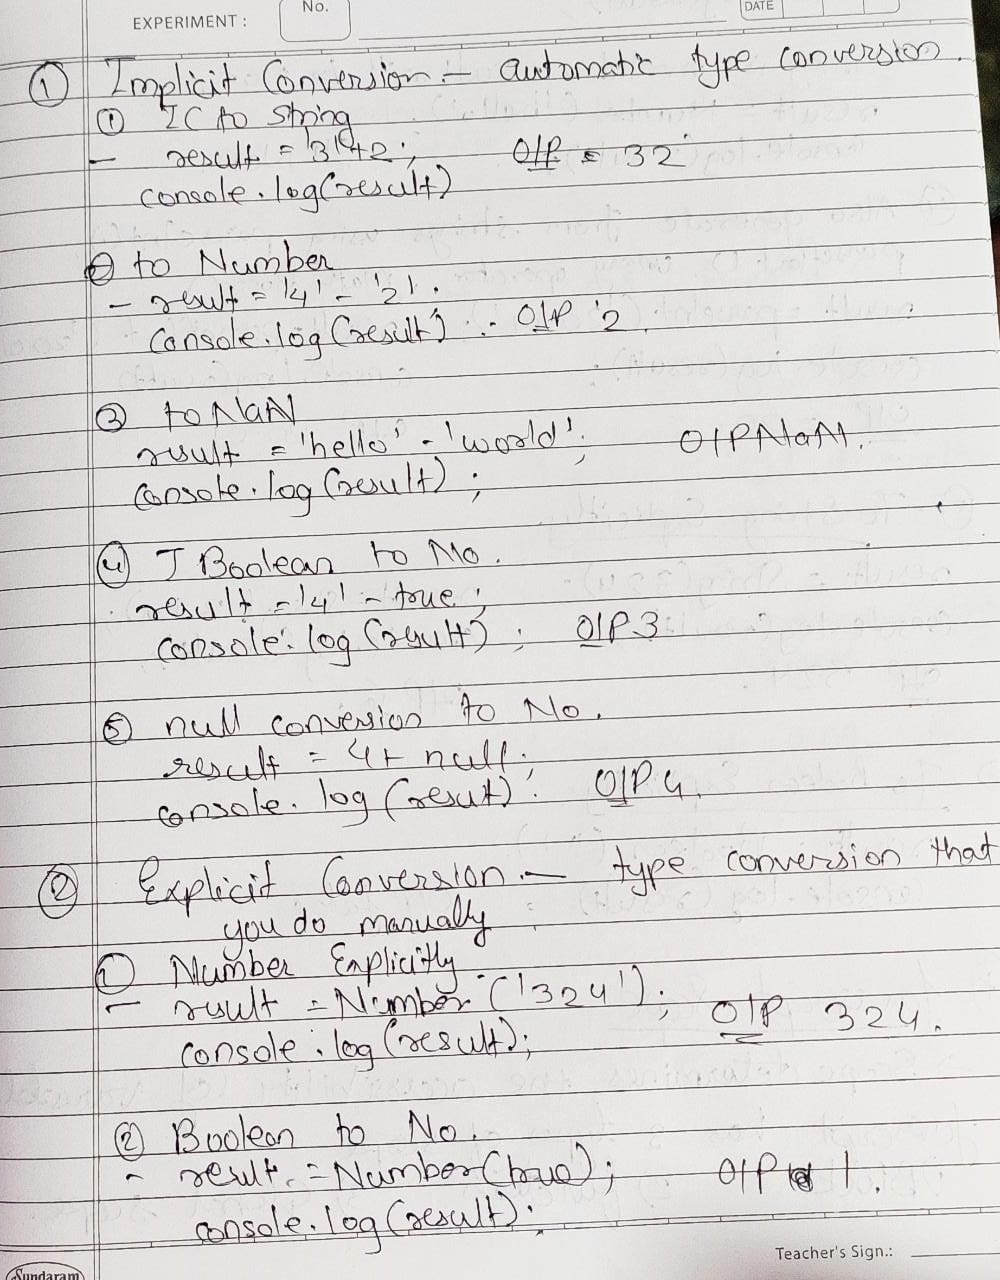 EXPERIMENT : No. DATE
① Implicit Conversion – automatic type conversion.
① IC to string
– result = '3'+2; O/P = 32
console.log(result)
② to Number
– result = '4' - '2';
Console.log(result) :- O/P 2.
③ to NaN
result = 'hello' - 'world'; O/P NaN.
console.log(result);
④ I Boolean to No.
result = '4' - true;
console.log(result); O/P 3
⑤ null conversion to No.
result = 4+ null;
console.log(result). O/P 4.
② Explicit Conversion. – type conversion that
you do manually
① Number Explicitly
– result = Number('324'); O/P 324.
console.log(result);
② Boolean to No.
- result. = Number(true); O/P 1.
console.log(result);
Teacher's Sign.:
Sundaram